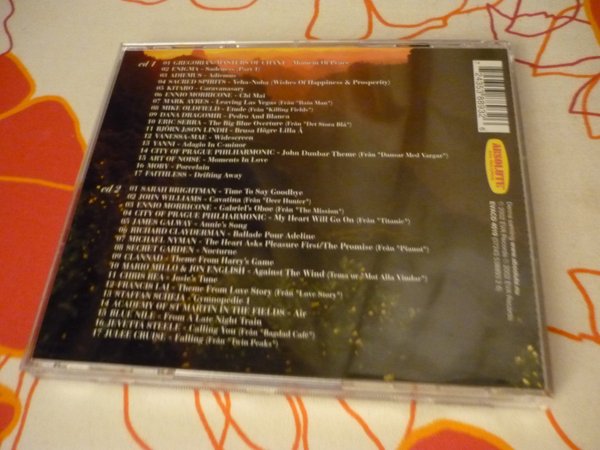 cd 1
01 GREGORIAN/MASTERS OF CHANT - Moment Of Peace
02 ENIGMA - Sadeness (Part I)
03 ADIEMUS - Adiemus
04 SACRED SPIRITS - Yeha-Noha (Wishes Of Happiness & Prosperity)
05 KITARO - Caravansary
06 ENNIO MORRICONE - Chi Mai
07 MARK AYRES - Leaving Las Vegas (Från "Rain Man")
08 MIKE OLDFIELD - Etude (Från "Killing Fields")
09 DANA DRAGOMIR - Pedro And Blanca
10 ERIC SERRA - The Big Blue Overture (Från "Det Stora Blå")
11 BJÖRN J:SON LINDH - Brusa Högre Lilla Å
12 VANESSA-MAE - Widescreen
13 YANNI - Adagio In C-minor
14 CITY OF PRAGUE PHILHARMONIC - John Dunbar Theme (Från "Dansar Med Vargar")
15 ART OF NOISE - Moments In Love
16 MOBY - Porcelain
17 FAITHLESS - Drifting Away
cd 2
01 SARAH BRIGHTMAN - Time To Say Goodbye
02 JOHN WILLIAMS - Cavatina (Från "Deer Hunter")
03 ENNIO MORRICONE - Gabriel's Oboe (Från "The Mission")
04 CITY OF PRAGUE PHILHARMONIC - My Heart Will Go On (Från "Titanic")
05 JAMES GALWAY - Annie's Song
06 RICHARD CLAYDERMAN - Ballade Pour Adeline
07 MICHAEL NYMAN - The Heart Asks Pleasure First/The Promise (Från "Pianot")
08 SECRET GARDEN - Nocturne
09 CLANNAD - Theme From Harry's Game
10 MARIO MILLO & JON ENGLISH - Against The Wind (Tema ur "Mot Alla Vindar")
11 CHRIS REA - Josie's Tune
12 FRANCIS LAI - Theme From Love Story (Från "Love Story")
13 STAFFAN SCHEJA - Gymnopédie 1
14 ACADEMY OF ST MARTIN IN THE FIELDS - Air
15 BLUE NILE - From A Late Night Train
16 JEVETTA STEELE - Calling You (Från "Bagdad Café")
17 JULEE CRUISE - Falling (Från "Twin Peaks")
ABSOLUTE